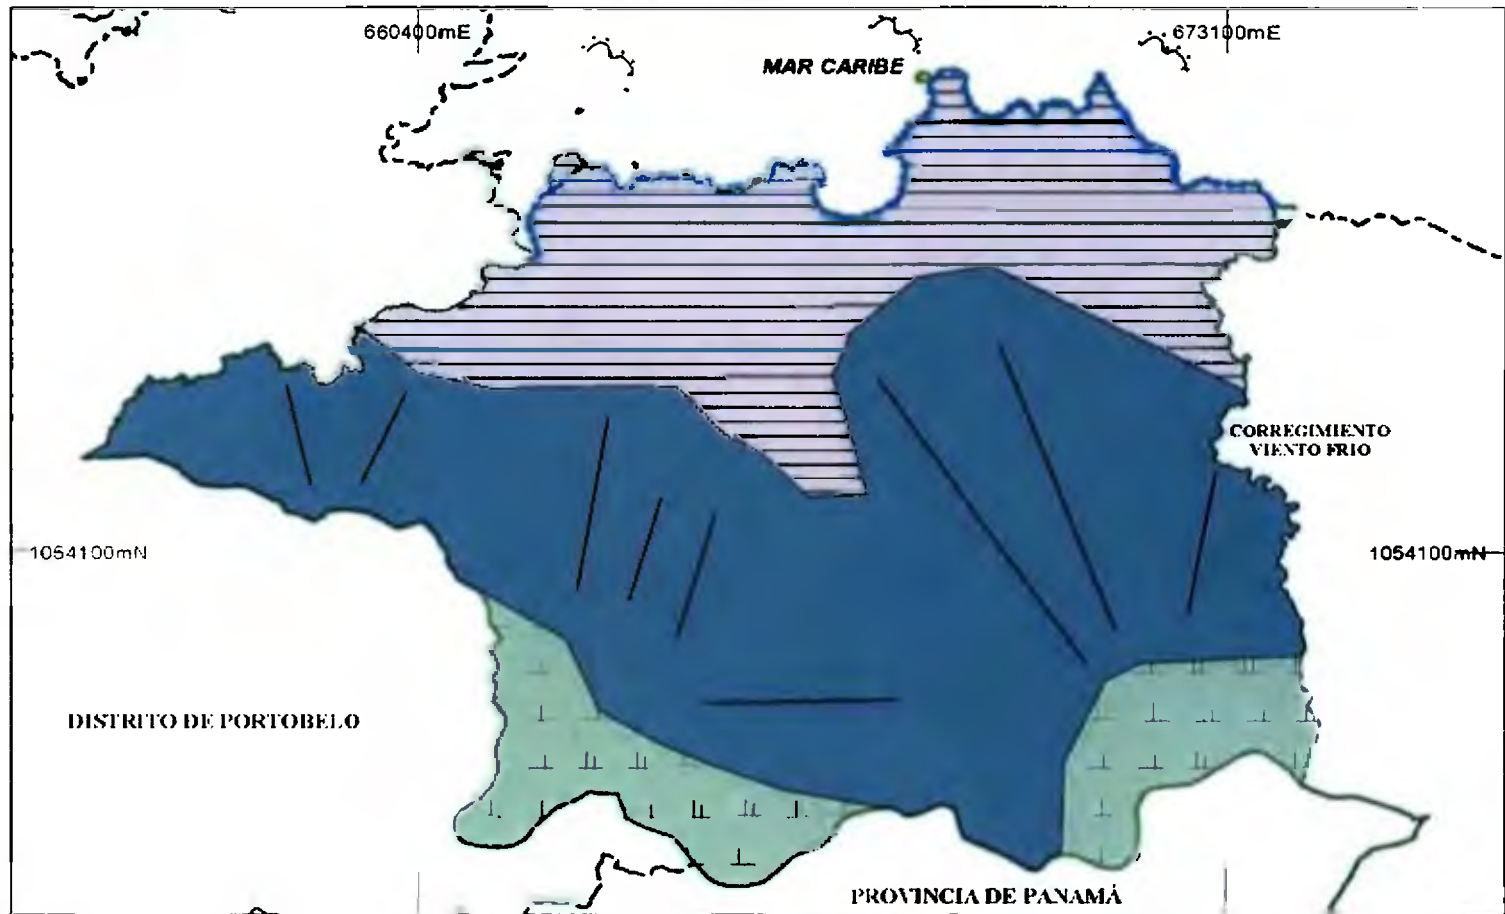 660400mE
673100mE
MAR CARIBE
CORREGIMIENTO
VIENTO FRIO
1054100mN
1054100mN
DISTRITO DE PORTOBELO
PROVINCIA DE PANAMÁ